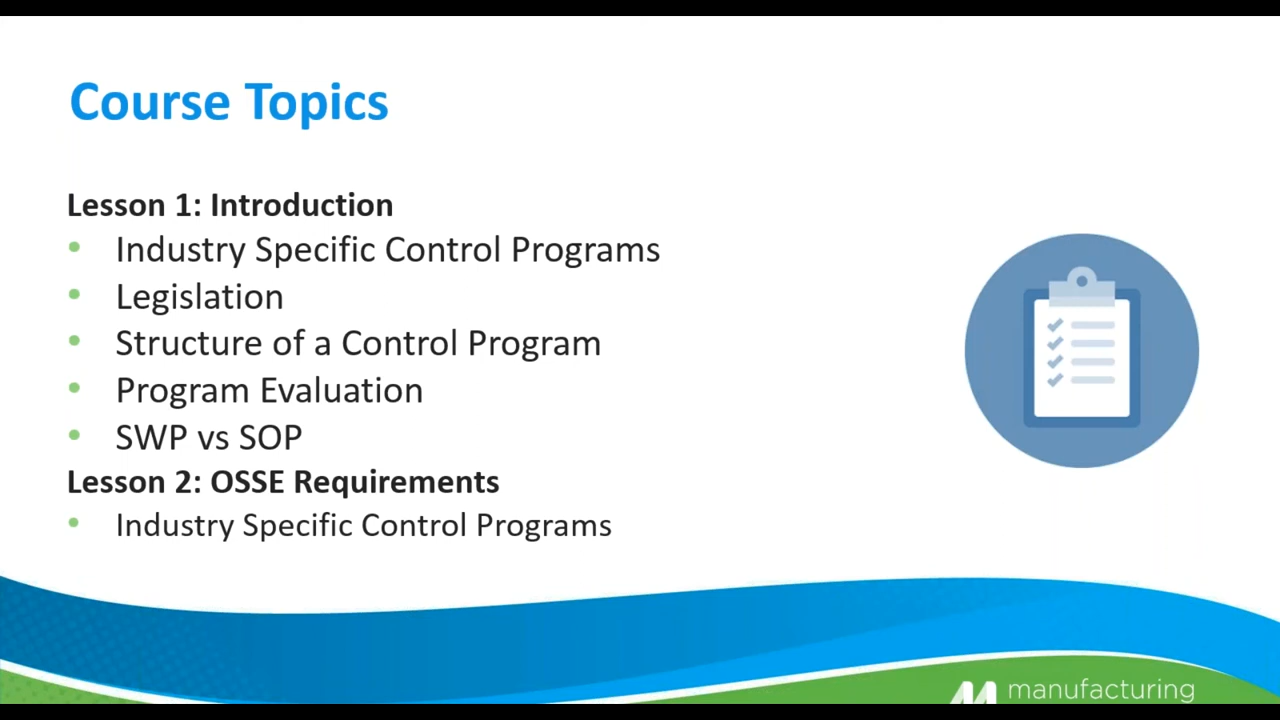 Course Topics
Lesson 1: Introduction
• Industry Specific Control Programs
• Legislation
• Structure of a Control Program
• Program Evaluation
• SWP vs SOP
Lesson 2: OSSE Requirements
• Industry Specific Control Programs
manufacturing